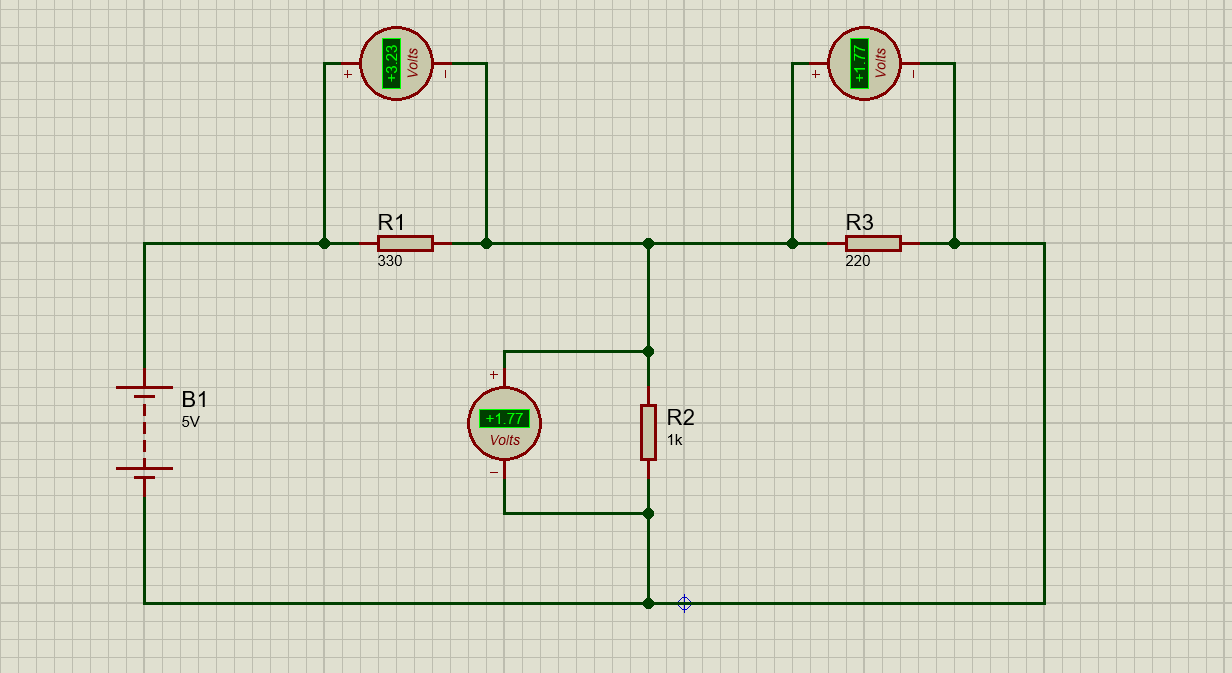 +3.23
Volts
+
−
+1.77
Volts
+
−
R1
330
R3
220
+
+1.77
Volts
−
B1
5V
R2
1k